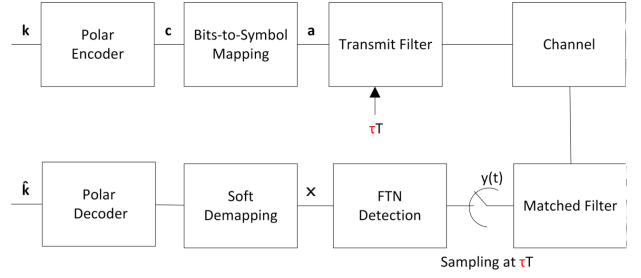 k
Polar
Encoder
c
Bits-to-Symbol
Mapping
a
Transmit Filter
Channel
τT
k̂
Polar
Decoder
Soft
Demapping
x
FTN
Detection
y(t)
Matched Filter
Sampling at τT